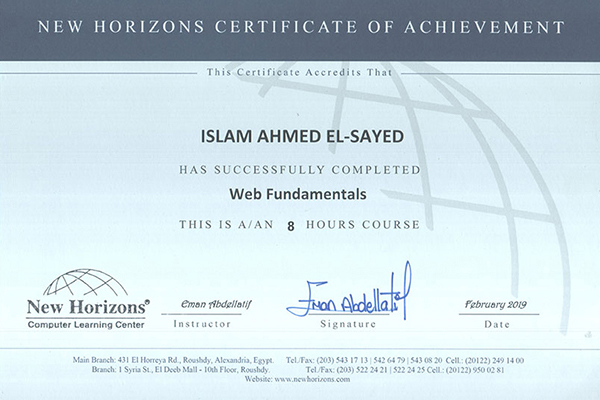 NEW HORIZONS CERTIFICATE OF ACHIEVEMENT
This Certificate Accredits That
ISLAM AHMED EL-SAYED
HAS SUCCESSFULLY COMPLETED
Web Fundamentals
THIS IS A/AN 8 HOURS COURSE
New Horizons®
Computer Learning Center
Eman Abdellatif
Instructor
Eman Abdellatif
Signature
February 2019
Date
Main Branch: 431 El Horreya Rd., Roushdy, Alexandria, Egypt. Tel./Fax: (203) 543 17 13 | 542 64 79 | 543 08 20 Cell.: (20122) 249 14 00
Branch: 1 Syria St., El Deeb Mall - 10th Floor, Roushdy. Tel./Fax: (203) 522 24 21 | 522 24 25 Cell.: (20122) 950 02 81
Website: www.newhorizons.com